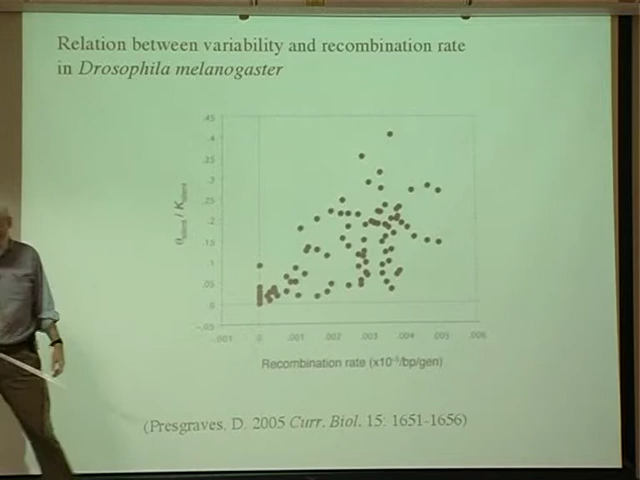 Relation between variability and recombination rate
in Drosophila melanogaster
.45
.4
.35
.3
.25
.2
.15
.1
.05
0
-.05
-.001 0 .001 .002 .003 .004 .005 .006
Recombination rate (x10⁻⁵/bp/gen)
(Presgraves, D. 2005 Curr. Biol. 15: 1651-1656)